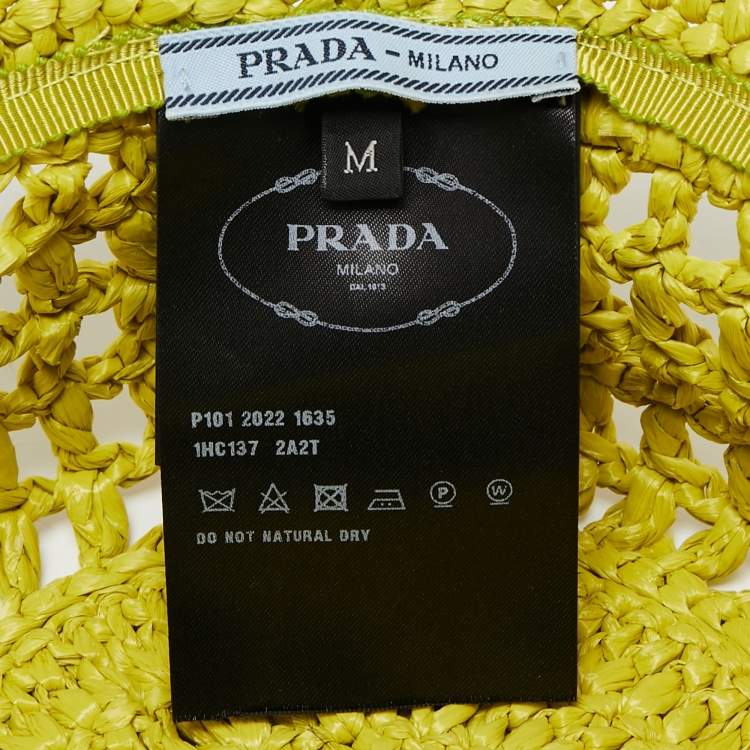 PRADA - MILANO
M
PRADA
MILANO
DAL 1913
P101 2022 1635
1HC137 2A2T
P W
DO NOT NATURAL DRY